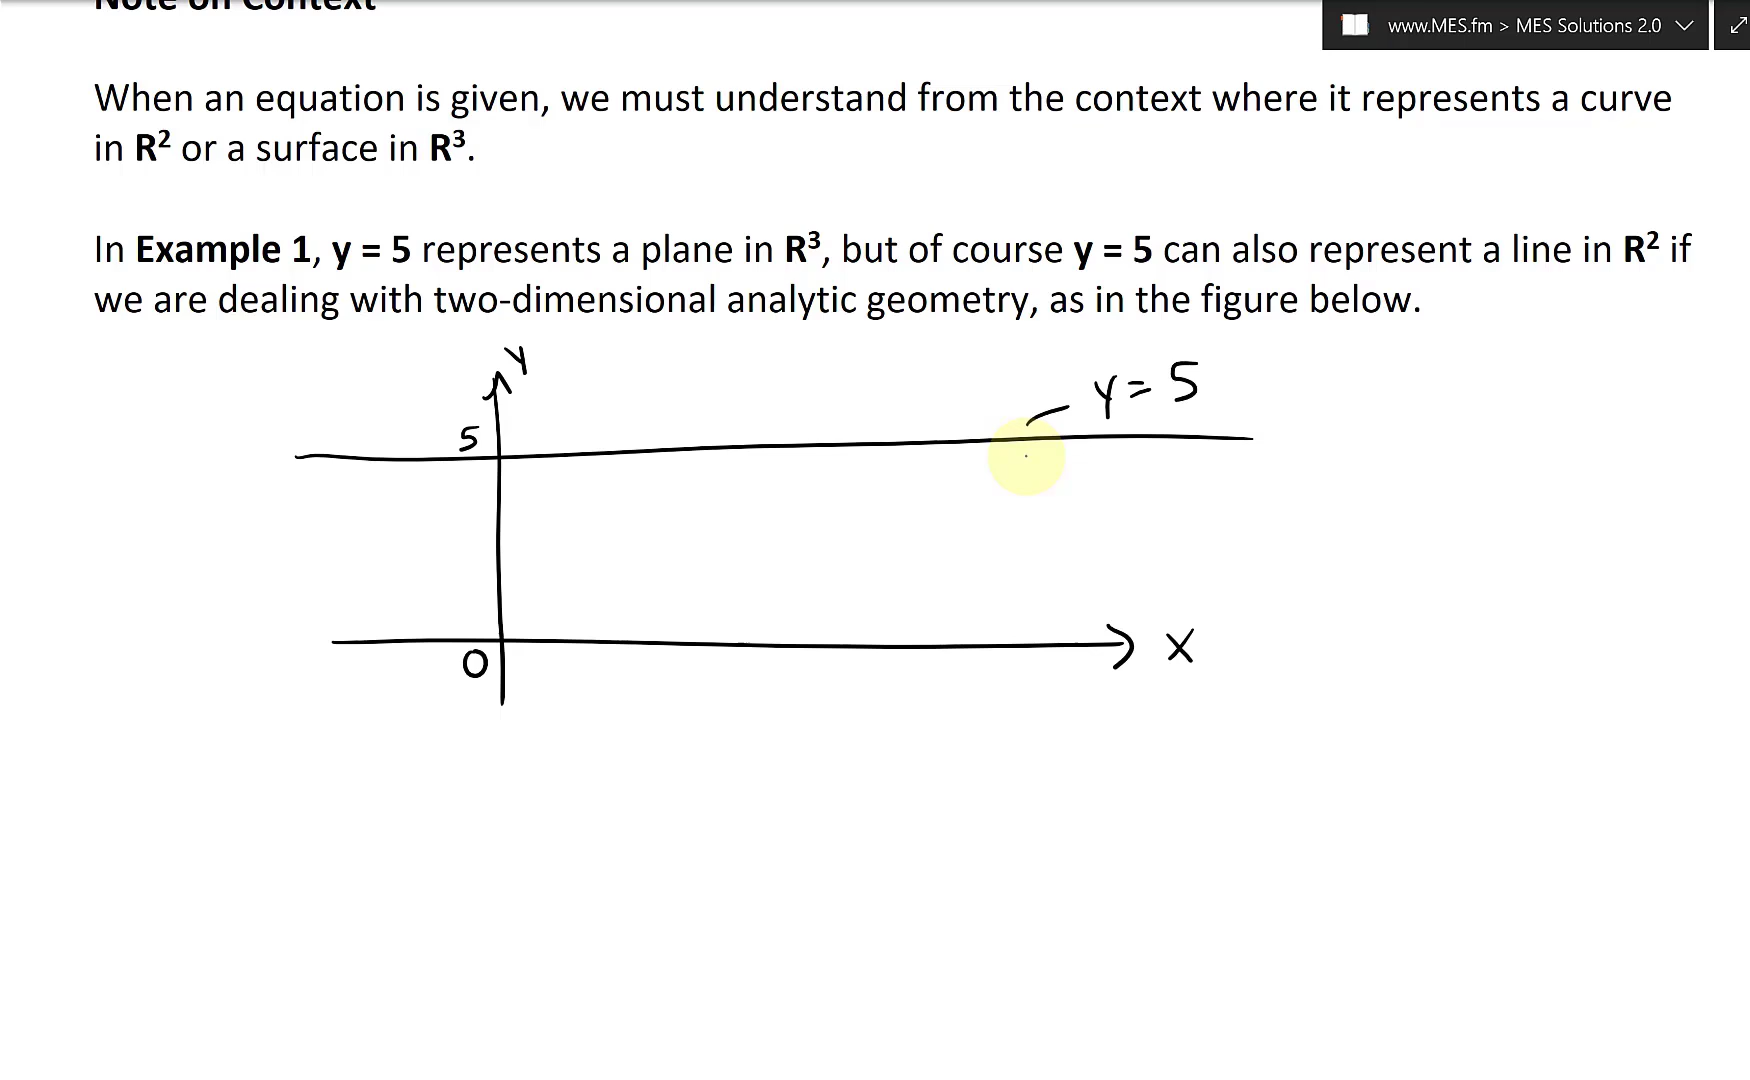 Note on Context
www.MES.fm > MES Solutions 2.0
When an equation is given, we must understand from the context where it represents a curve
in R² or a surface in R³.
In Example 1, y = 5 represents a plane in R³, but of course y = 5 can also represent a line in R² if
we are dealing with two-dimensional analytic geometry, as in the figure below.
y
y = 5
5
x
0